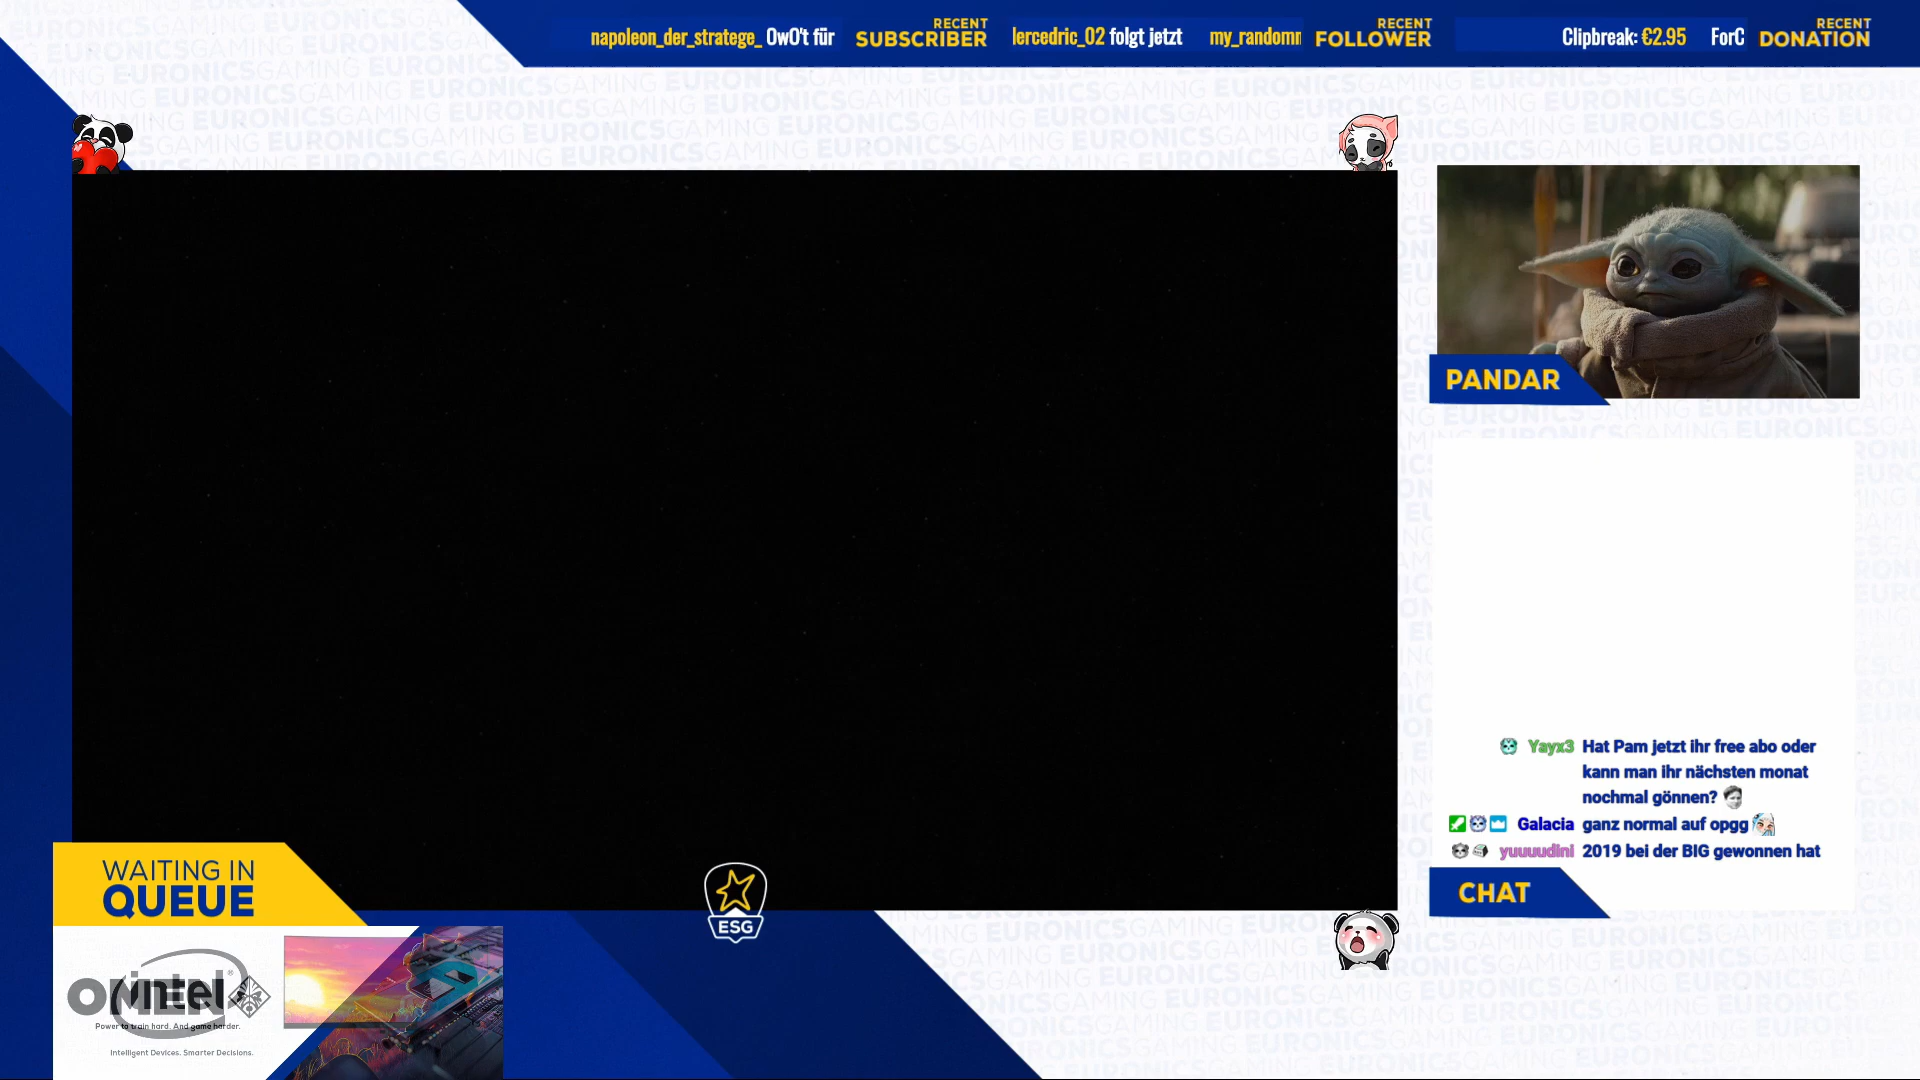 napoleon_der_stratege_ OwO't für
RECENT
SUBSCRIBER
lercedric_02 folgt jetzt
RECENT
FOLLOWER
Clipbreak: €2.95
ForC
RECENT
DONATION
PANDAR
Yayx3 Hat Pam jetzt ihr free abo oder
kann man ihr nächsten monat
nochmal gönnen?
Galacia ganz normal auf opgg
yuuuudini 2019 bei der BIG gewonnen hat
CHAT
WAITING IN
QUEUE
ESG
intel
Power to train hard. And game harder.
Intelligent Devices. Smarter Decisions.
EURONICSGAMING